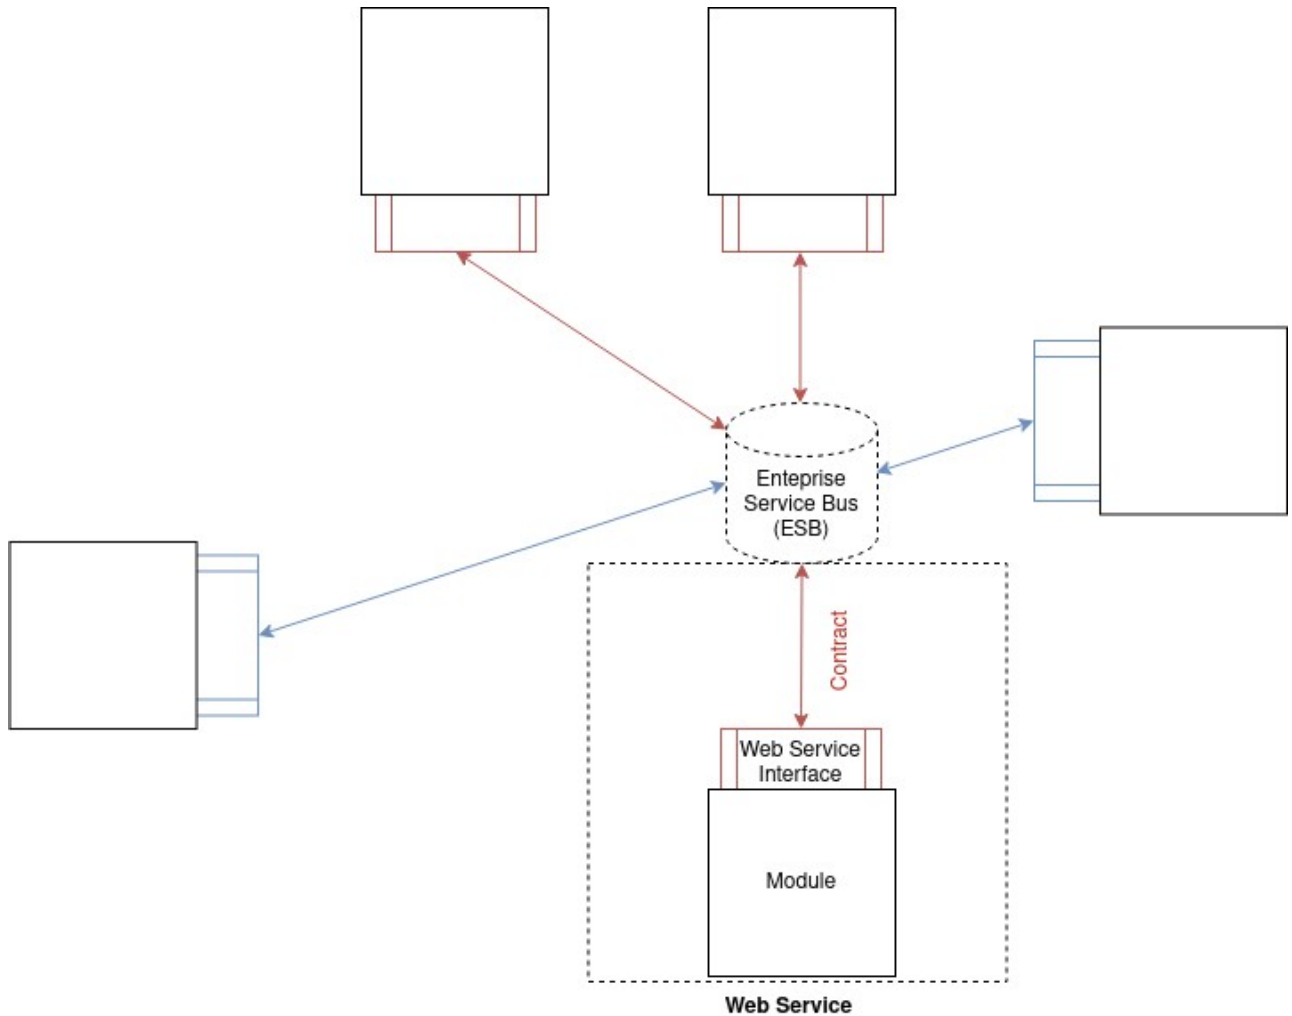 Enteprise
Service Bus
(ESB)
Contract
Web Service
Interface
Module
Web Service